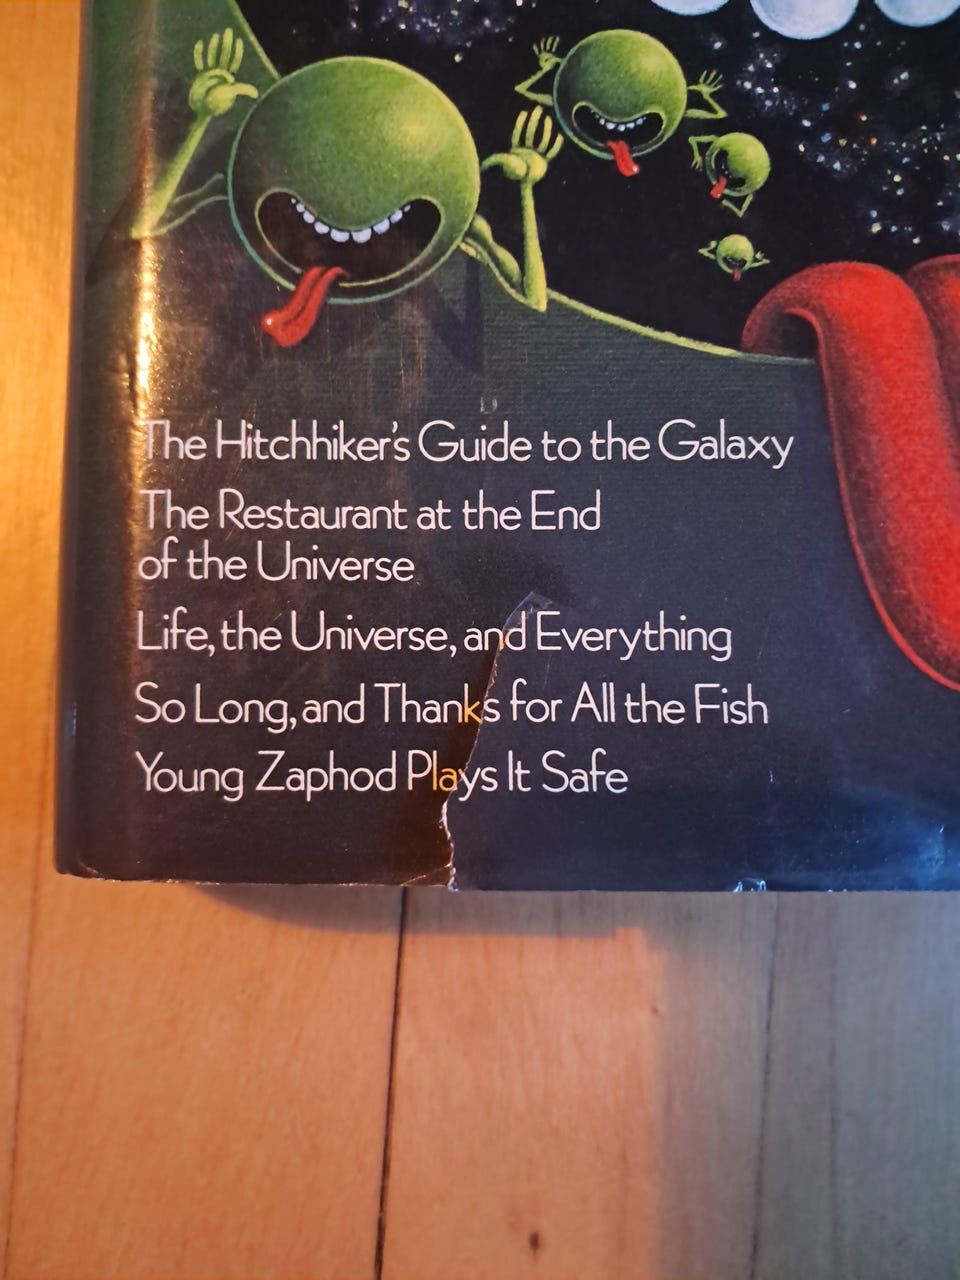 The Hitchhiker's Guide to the Galaxy
The Restaurant at the End
of the Universe
Life, the Universe, and Everything
So Long, and Thanks for All the Fish
Young Zaphod Plays It Safe